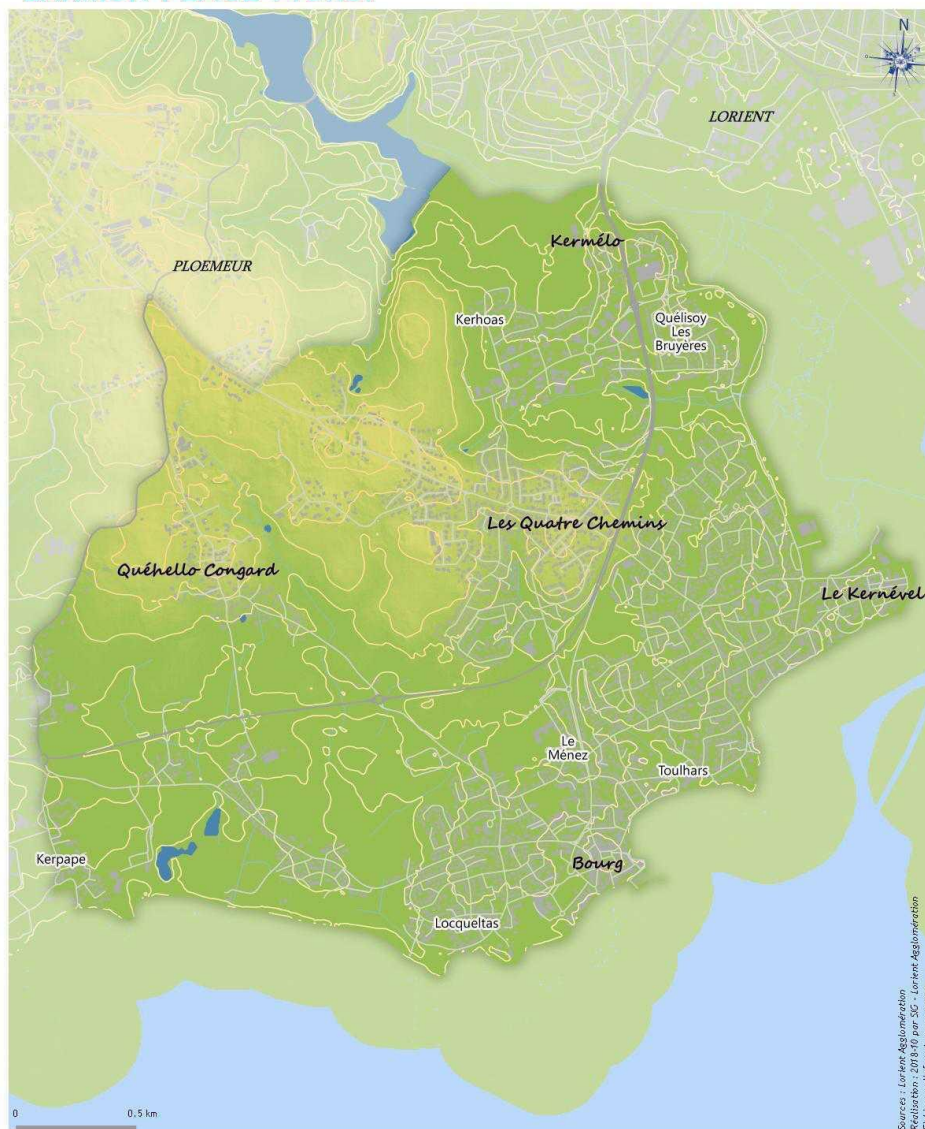 N
LORIENT
Kermélo
PLOEMEUR
Kerhoas
Quélisoy
Les
Bruyères
Les Quatre Chemins
Quéhello Congard
Le Kernével
Le
Ménez
Toulhars
Kerpape
Bourg
Locqueltas
0
0.5 km
Sources : Lorient Agglomération
Réalisation : 2018-10 par SIG - Lorient Agglomération